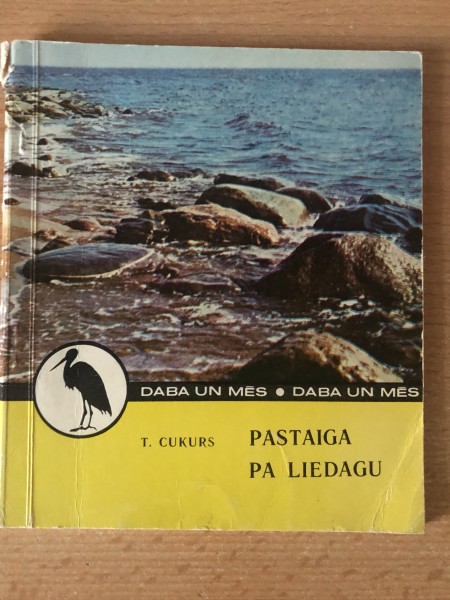 DABA UN MĒS ● DABA UN MĒS
T. CUKURS
PASTAIGA
PA LIEDAGU